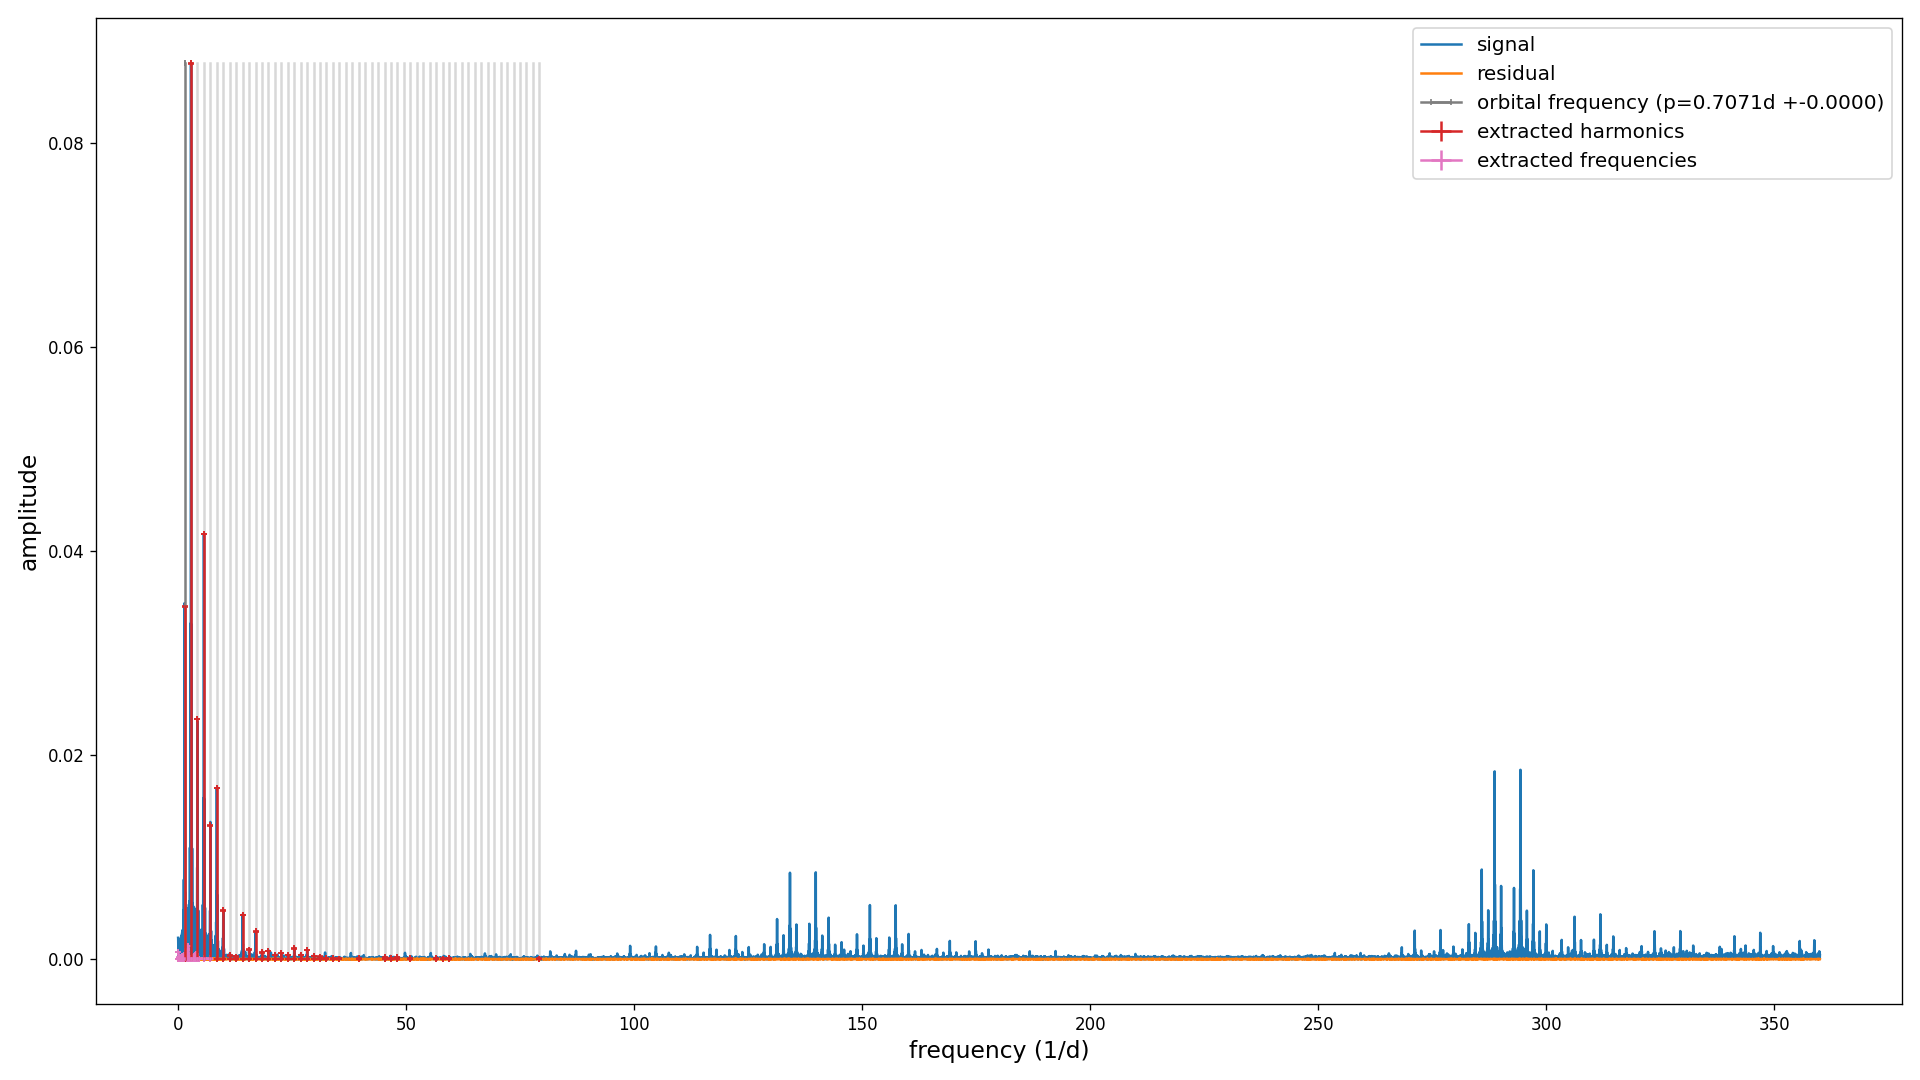 signal
residual
orbital frequency (p=0.7071d +-0.0000)
extracted harmonics
extracted frequencies
0.08
0.06
0.04
0.02
0.00
amplitude
0 50 100 150 200 250 300 350
frequency (1/d)